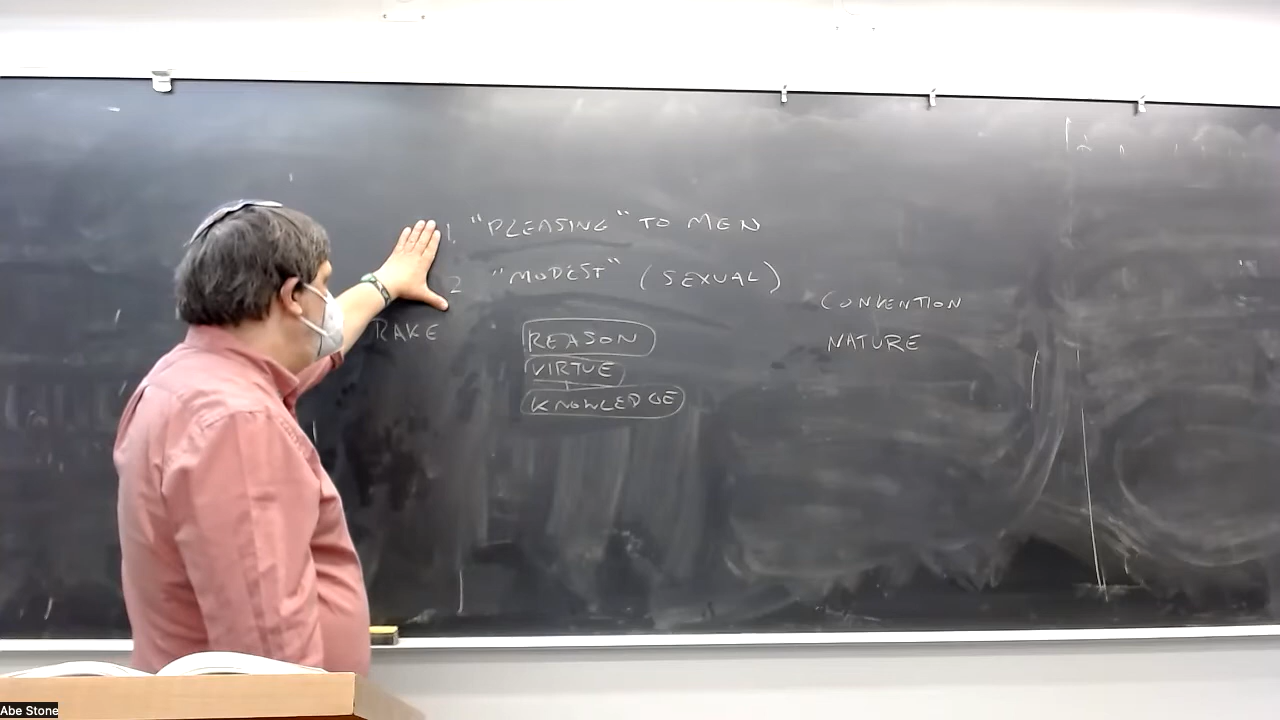 1. "PLEASING" TO MEN
2 "MODEST" (SEXUAL)
CONVENTION
RAKE
REASON
NATURE
VIRTUE
KNOWLEDGE
Abe Stone